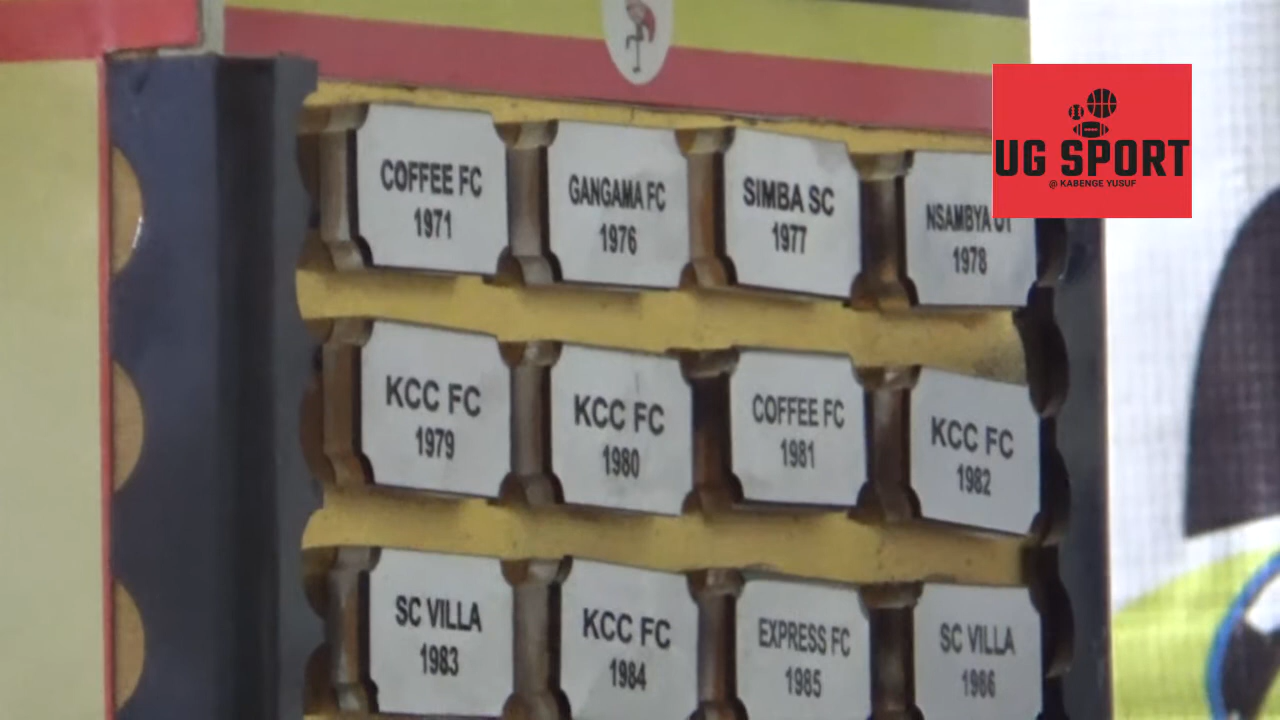 COFFEE FC
1971
GANGAMA FC
1976
SIMBA SC
1977
NSAMBYA
1978
UG SPORT
@ KABENGE YUSUF
KCC FC
1979
KCC FC
1980
COFFEE FC
1981
KCC FC
1982
SC VILLA
1983
KCC FC
1984
EXPRESS FC
1985
SC VILLA
1986